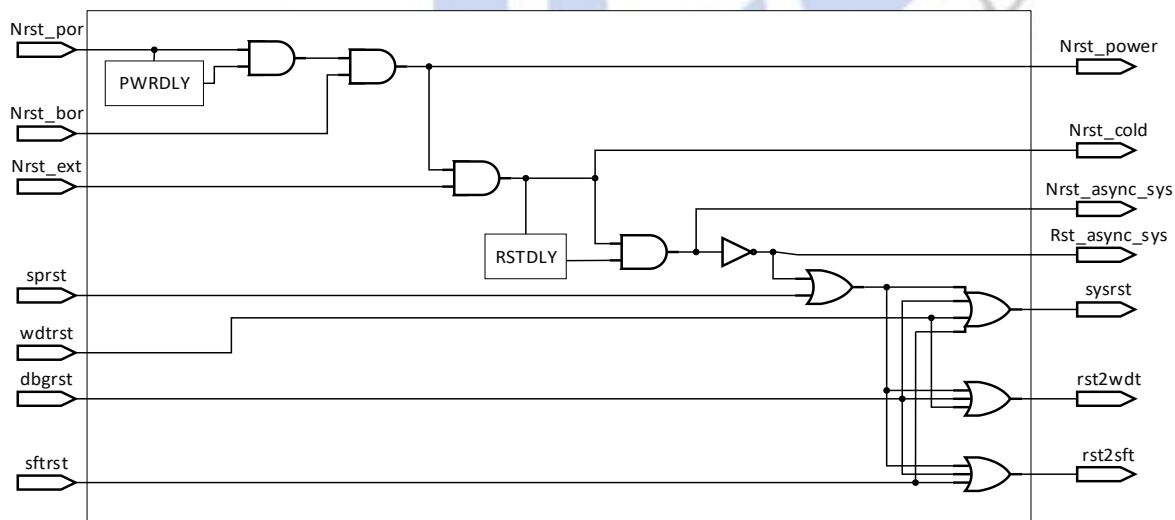 Nrst_por
Nrst_power
PWRDLY
Nrst_bor
Nrst_cold
Nrst_ext
Nrst_async_sys
Rst_async_sys
RSTDLY
sprst
sysrst
wdtrst
dbgrst
rst2wdt
sftrst
rst2sft